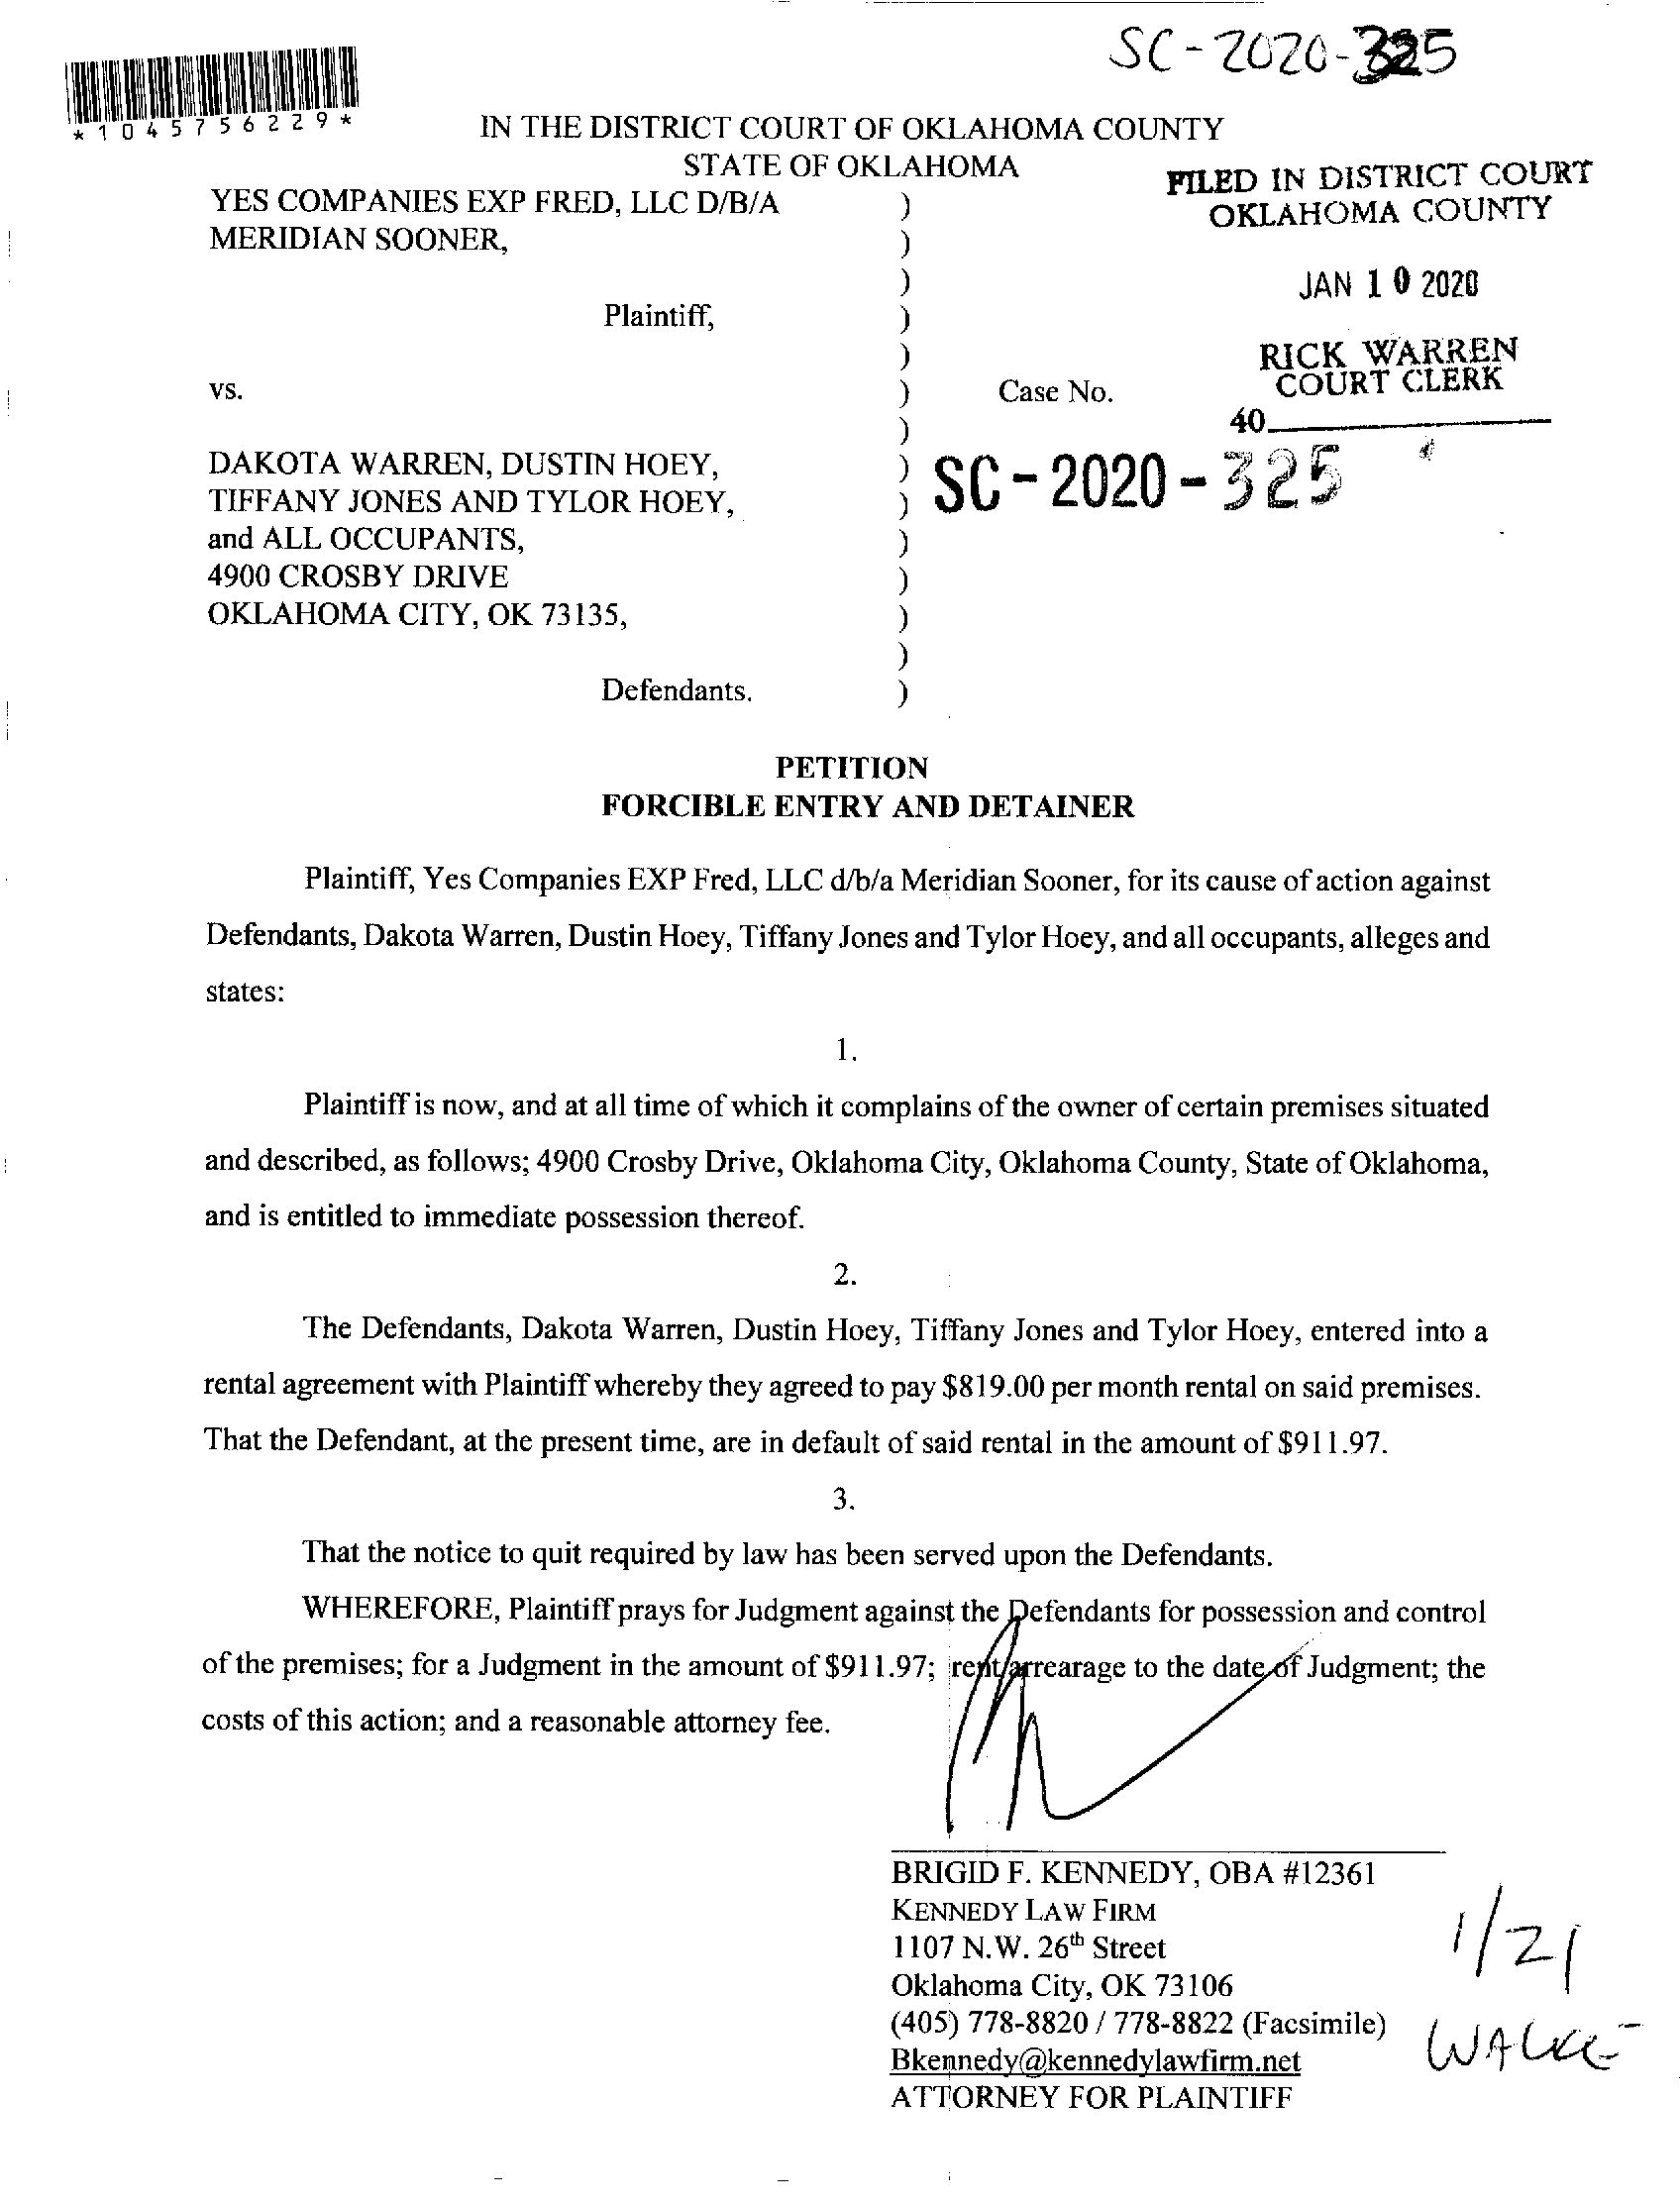 SC-2020-325
*1045756229*
IN THE DISTRICT COURT OF OKLAHOMA COUNTY
STATE OF OKLAHOMA
FILED IN DISTRICT COURT
OKLAHOMA COUNTY
JAN 10 2020
RICK WARREN
COURT CLERK
40
YES COMPANIES EXP FRED, LLC D/B/A )
MERIDIAN SOONER, )
)
Plaintiff, )
)
vs. ) Case No.
)
DAKOTA WARREN, DUSTIN HOEY, ) SC-2020-325
TIFFANY JONES AND TYLOR HOEY, )
and ALL OCCUPANTS, )
4900 CROSBY DRIVE )
OKLAHOMA CITY, OK 73135, )
)
Defendants. )
PETITION
FORCIBLE ENTRY AND DETAINER
Plaintiff, Yes Companies EXP Fred, LLC d/b/a Meridian Sooner, for its cause of action against
Defendants, Dakota Warren, Dustin Hoey, Tiffany Jones and Tylor Hoey, and all occupants, alleges and
states:
1.
Plaintiff is now, and at all time of which it complains of the owner of certain premises situated
and described, as follows; 4900 Crosby Drive, Oklahoma City, Oklahoma County, State of Oklahoma,
and is entitled to immediate possession thereof.
2.
The Defendants, Dakota Warren, Dustin Hoey, Tiffany Jones and Tylor Hoey, entered into a
rental agreement with Plaintiff whereby they agreed to pay $819.00 per month rental on said premises.
That the Defendant, at the present time, are in default of said rental in the amount of $911.97.
3.
That the notice to quit required by law has been served upon the Defendants.
WHEREFORE, Plaintiff prays for Judgment against the Defendants for possession and control
of the premises; for a Judgment in the amount of $911.97; rent arrearage to the date of Judgment; the
costs of this action; and a reasonable attorney fee.
BRIGID F. KENNEDY, OBA #12361
KENNEDY LAW FIRM
1107 N.W. 26th Street
Oklahoma City, OK 73106
(405) 778-8820 / 778-8822 (Facsimile)
Bkennedy@kennedylawfirm.net
ATTORNEY FOR PLAINTIFF
1/21